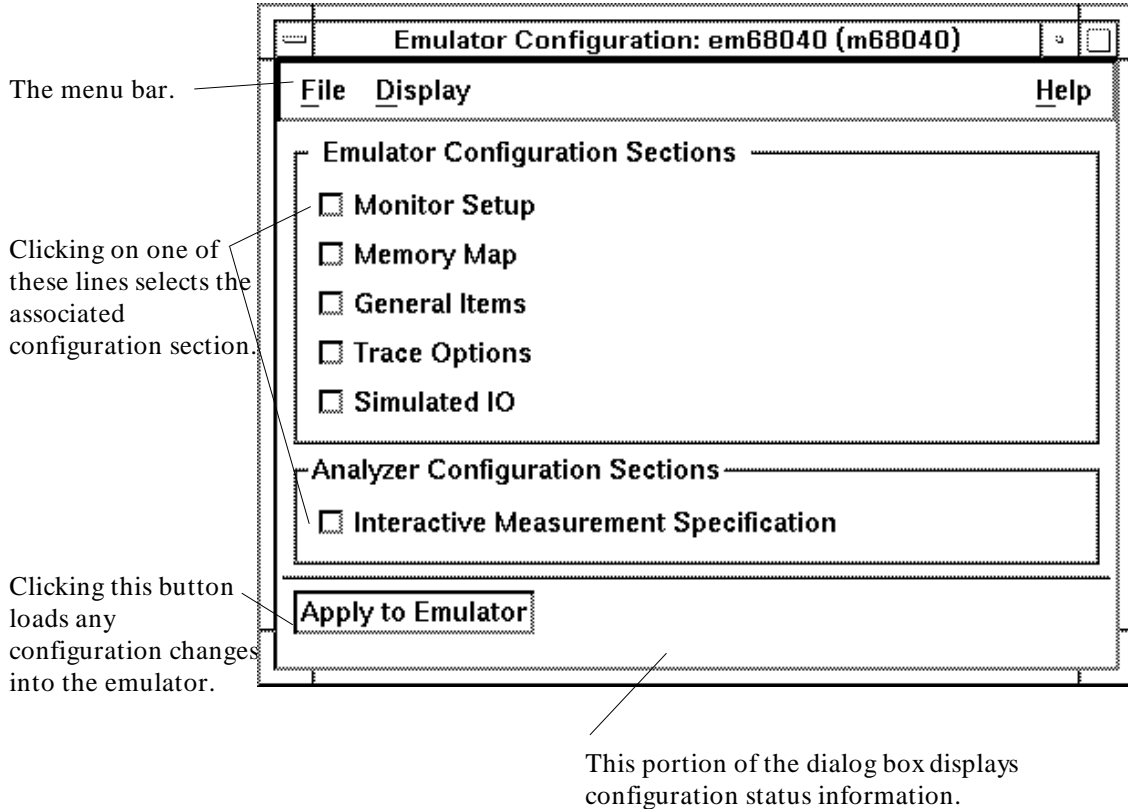 Emulator Configuration: em68040 (m68040)
The menu bar.
File Display Help
Emulator Configuration Sections
Monitor Setup
Memory Map
General Items
Trace Options
Simulated IO
Clicking on one of
these lines selects the
associated
configuration section.
Analyzer Configuration Sections
Interactive Measurement Specification
Clicking this button
loads any
configuration changes
into the emulator.
Apply to Emulator
This portion of the dialog box displays
configuration status information.